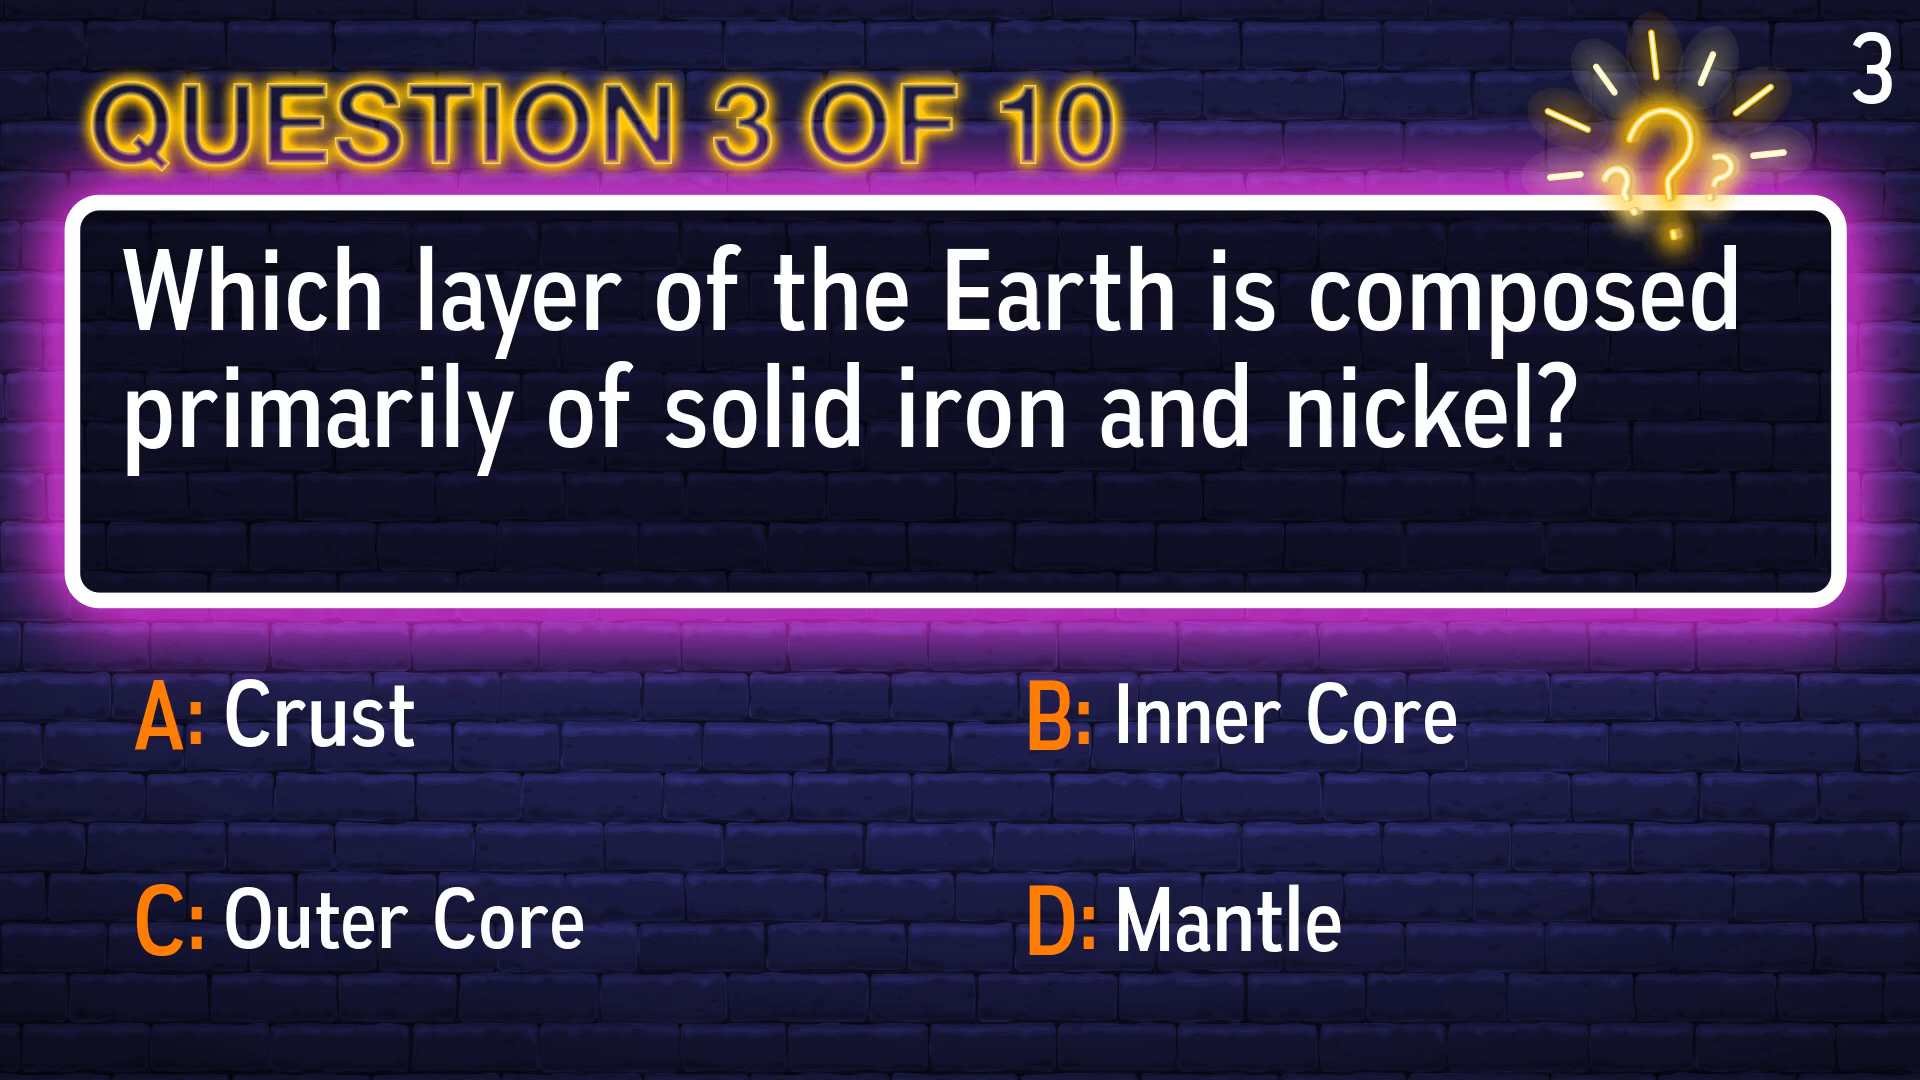 3
QUESTION 3 OF 10
Which layer of the Earth is composed
primarily of solid iron and nickel?
A: Crust
B: Inner Core
C: Outer Core
D: Mantle